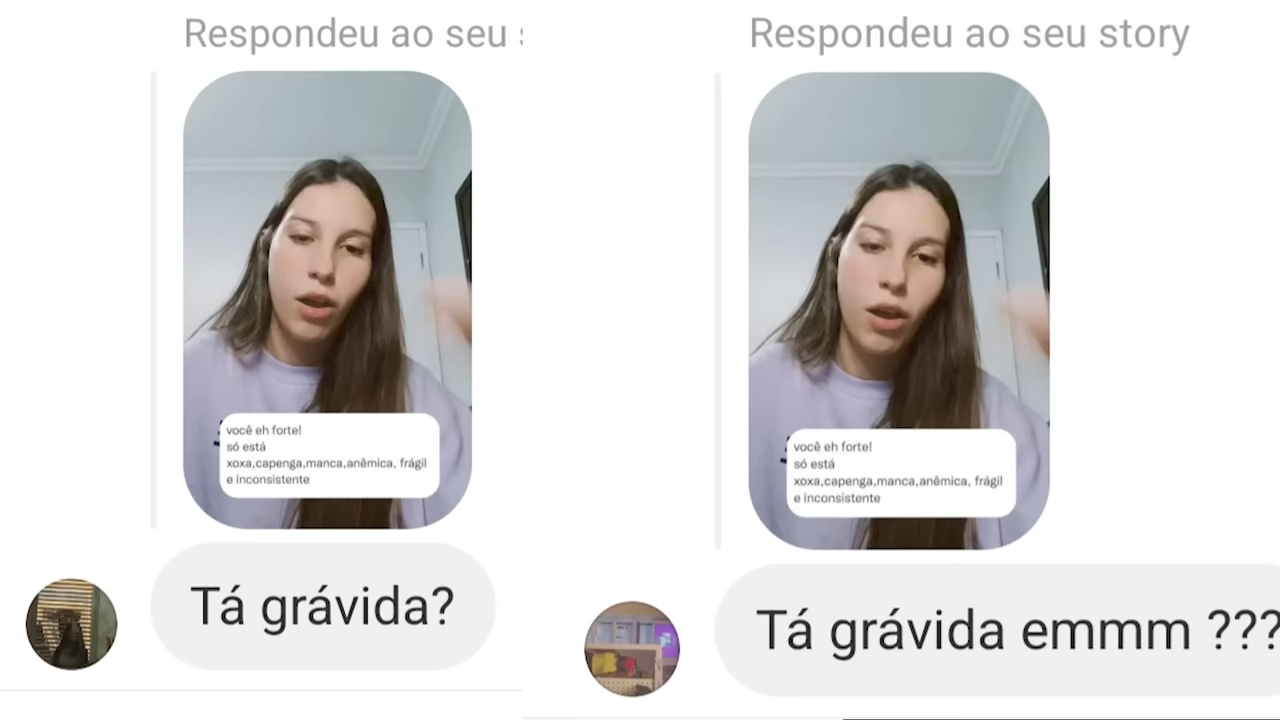 Respondeu ao seu
você eh forte!
só está
xoxa,capenga,manca,anêmica, frágil
e inconsistente
Tá grávida?
Respondeu ao seu story
você eh forte!
só está
xoxa,capenga,manca,anêmica, frágil
e inconsistente
Tá grávida emmm ???